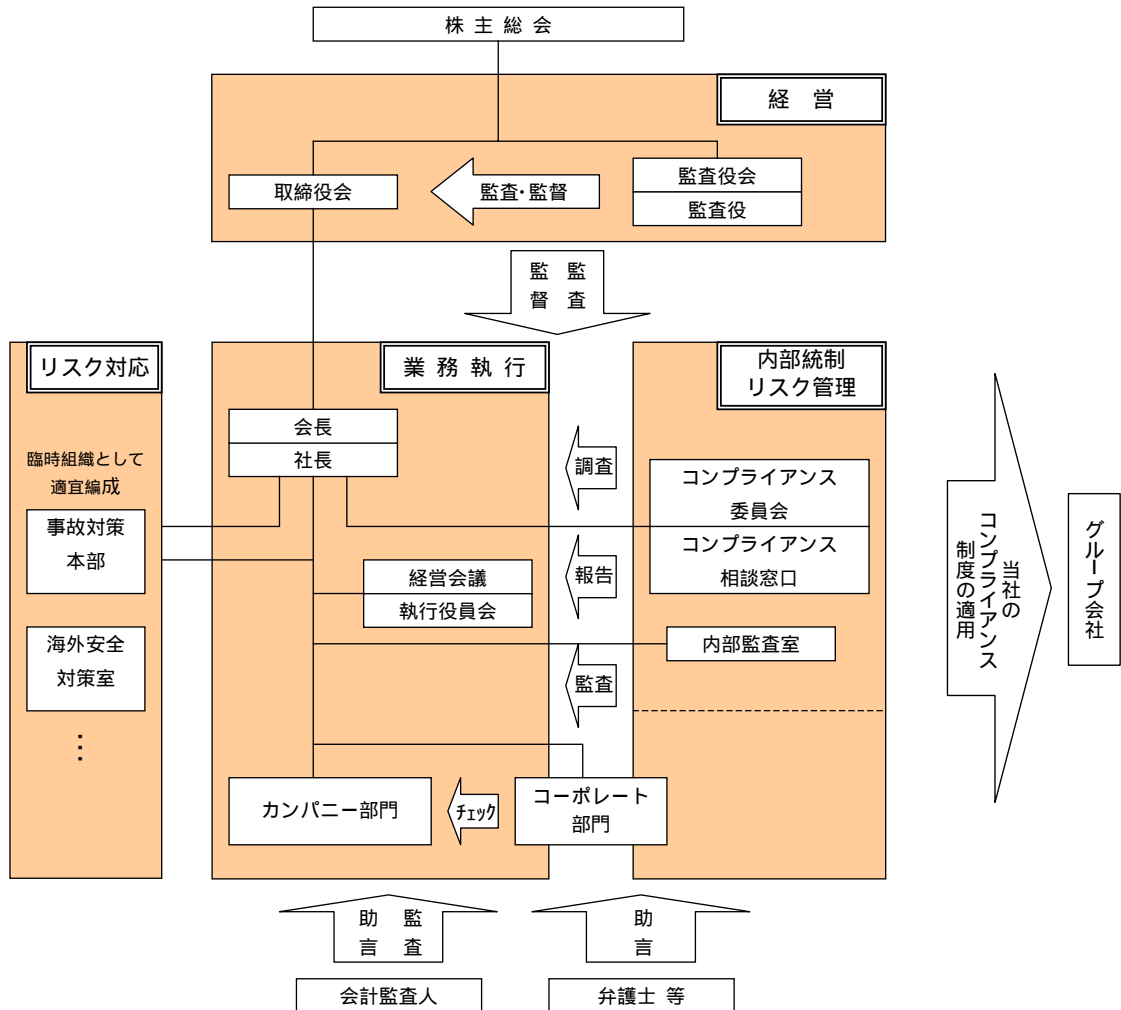 株 主 総 会
経 営
取締役会
監査・監督
監査役会
監査役
監 監
督 査
リスク対応
業 務 執 行
内部統制
リスク管理
臨時組織として
適宜編成
事故対策
本部
海外安全
対策室
⋮
会長
社長
経営会議
執行役員会
調査
報告
監査
コンプライアンス
委員会
コンプライアンス
相談窓口
内部監査室
カンパニー部門
チェック
コーポレート
部門
当社の
コンプライアンス
制度の適用
グループ会社
助 監
言 査
助
言
会計監査人
弁護士 等